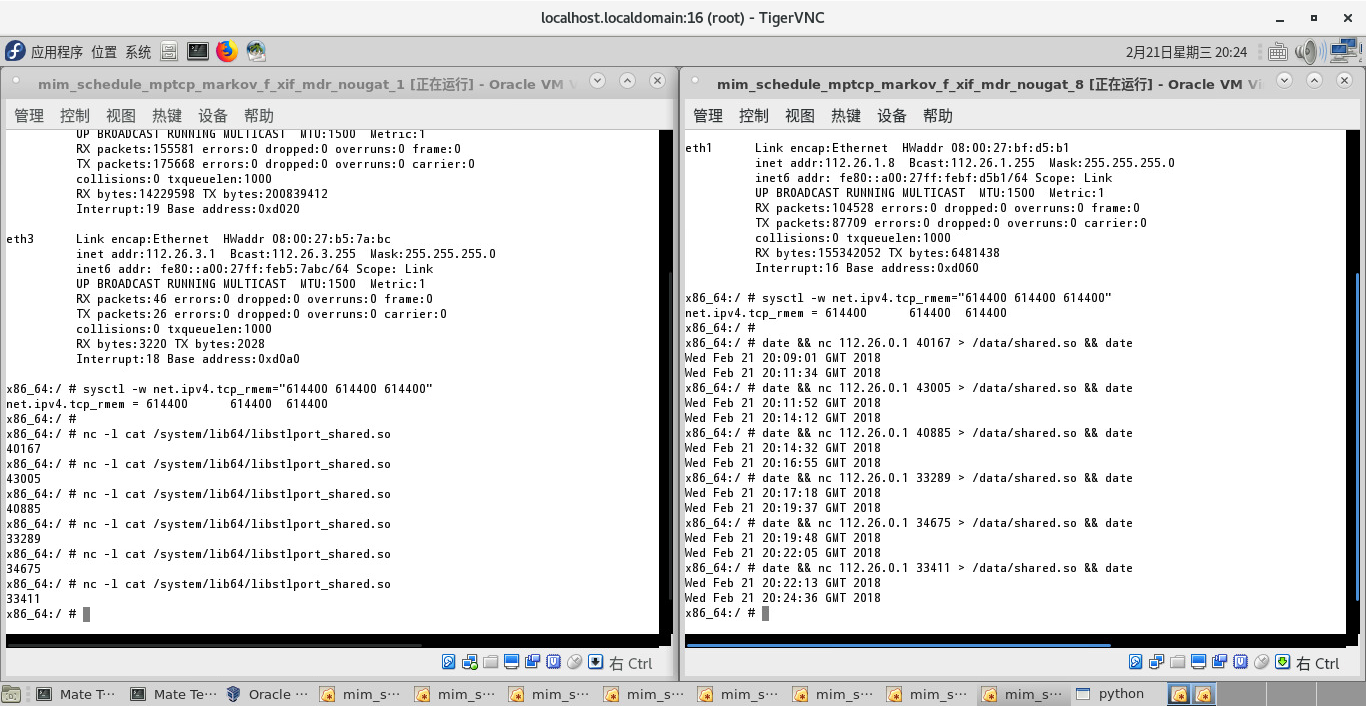 localhost.localdomain:16 (root) - TigerVNC
应用程序 位置 系统
2月21日星期三 20:24
mim_schedule_mptcp_markov_f_xif_mdr_nougat_1 [正在运行] - Oracle VM V
管理 控制 视图 热键 设备 帮助
UP BROADCAST RUNNING MULTICAST  MTU:1500  Metric:1
RX packets:155581 errors:0 dropped:0 overruns:0 frame:0
TX packets:175668 errors:0 dropped:0 overruns:0 carrier:0
collisions:0 txqueuelen:1000
RX bytes:14229598 TX bytes:200839412
Interrupt:19 Base address:0xd020
eth3      Link encap:Ethernet  HWaddr 08:00:27:b5:7a:bc
inet addr:112.26.3.1  Bcast:112.26.3.255  Mask:255.255.255.0
inet6 addr: fe80::a00:27ff:feb5:7abc/64 Scope: Link
UP BROADCAST RUNNING MULTICAST  MTU:1500  Metric:1
RX packets:46 errors:0 dropped:0 overruns:0 frame:0
TX packets:26 errors:0 dropped:0 overruns:0 carrier:0
collisions:0 txqueuelen:1000
RX bytes:3220 TX bytes:2028
Interrupt:18 Base address:0xd0a0
x86_64:/ # sysctl -w net.ipv4.tcp_rmem="614400 614400 614400"
net.ipv4.tcp_rmem = 614400      614400  614400
x86_64:/ #
x86_64:/ # nc -l cat /system/lib64/libstlport_shared.so
40167
x86_64:/ # nc -l cat /system/lib64/libstlport_shared.so
43005
x86_64:/ # nc -l cat /system/lib64/libstlport_shared.so
40885
x86_64:/ # nc -l cat /system/lib64/libstlport_shared.so
33289
x86_64:/ # nc -l cat /system/lib64/libstlport_shared.so
34675
x86_64:/ # nc -l cat /system/lib64/libstlport_shared.so
33411
x86_64:/ #
右 Ctrl
mim_schedule_mptcp_markov_f_xif_mdr_nougat_8 [正在运行] - Oracle VM Vi
管理 控制 视图 热键 设备 帮助
eth1      Link encap:Ethernet  HWaddr 08:00:27:bf:d5:b1
inet addr:112.26.1.8  Bcast:112.26.1.255  Mask:255.255.255.0
inet6 addr: fe80::a00:27ff:febf:d5b1/64 Scope: Link
UP BROADCAST RUNNING MULTICAST  MTU:1500  Metric:1
RX packets:104528 errors:0 dropped:0 overruns:0 frame:0
TX packets:87709 errors:0 dropped:0 overruns:0 carrier:0
collisions:0 txqueuelen:1000
RX bytes:155342052 TX bytes:6481438
Interrupt:16 Base address:0xd060
x86_64:/ # sysctl -w net.ipv4.tcp_rmem="614400 614400 614400"
net.ipv4.tcp_rmem = 614400      614400  614400
x86_64:/ #
x86_64:/ # date && nc 112.26.0.1 40167 > /data/shared.so && date
Wed Feb 21 20:09:01 GMT 2018
Wed Feb 21 20:11:34 GMT 2018
x86_64:/ # date && nc 112.26.0.1 43005 > /data/shared.so && date
Wed Feb 21 20:11:52 GMT 2018
Wed Feb 21 20:14:12 GMT 2018
x86_64:/ # date && nc 112.26.0.1 40885 > /data/shared.so && date
Wed Feb 21 20:14:32 GMT 2018
Wed Feb 21 20:16:55 GMT 2018
x86_64:/ # date && nc 112.26.0.1 33289 > /data/shared.so && date
Wed Feb 21 20:17:18 GMT 2018
Wed Feb 21 20:19:37 GMT 2018
x86_64:/ # date && nc 112.26.0.1 34675 > /data/shared.so && date
Wed Feb 21 20:19:48 GMT 2018
Wed Feb 21 20:22:05 GMT 2018
x86_64:/ # date && nc 112.26.0.1 33411 > /data/shared.so && date
Wed Feb 21 20:22:13 GMT 2018
Wed Feb 21 20:24:36 GMT 2018
x86_64:/ #
右 Ctrl
Mate T⋯ Mate Te⋯ Oracle ⋯ mim_s⋯ mim_s⋯ mim_s⋯ mim_s⋯ mim_s⋯ mim_s⋯ mim_s⋯ mim_s⋯ python